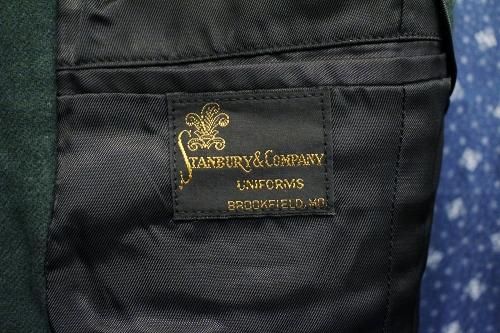 STANBURY & COMPANY
UNIFORMS
BROOKFIELD, MO.